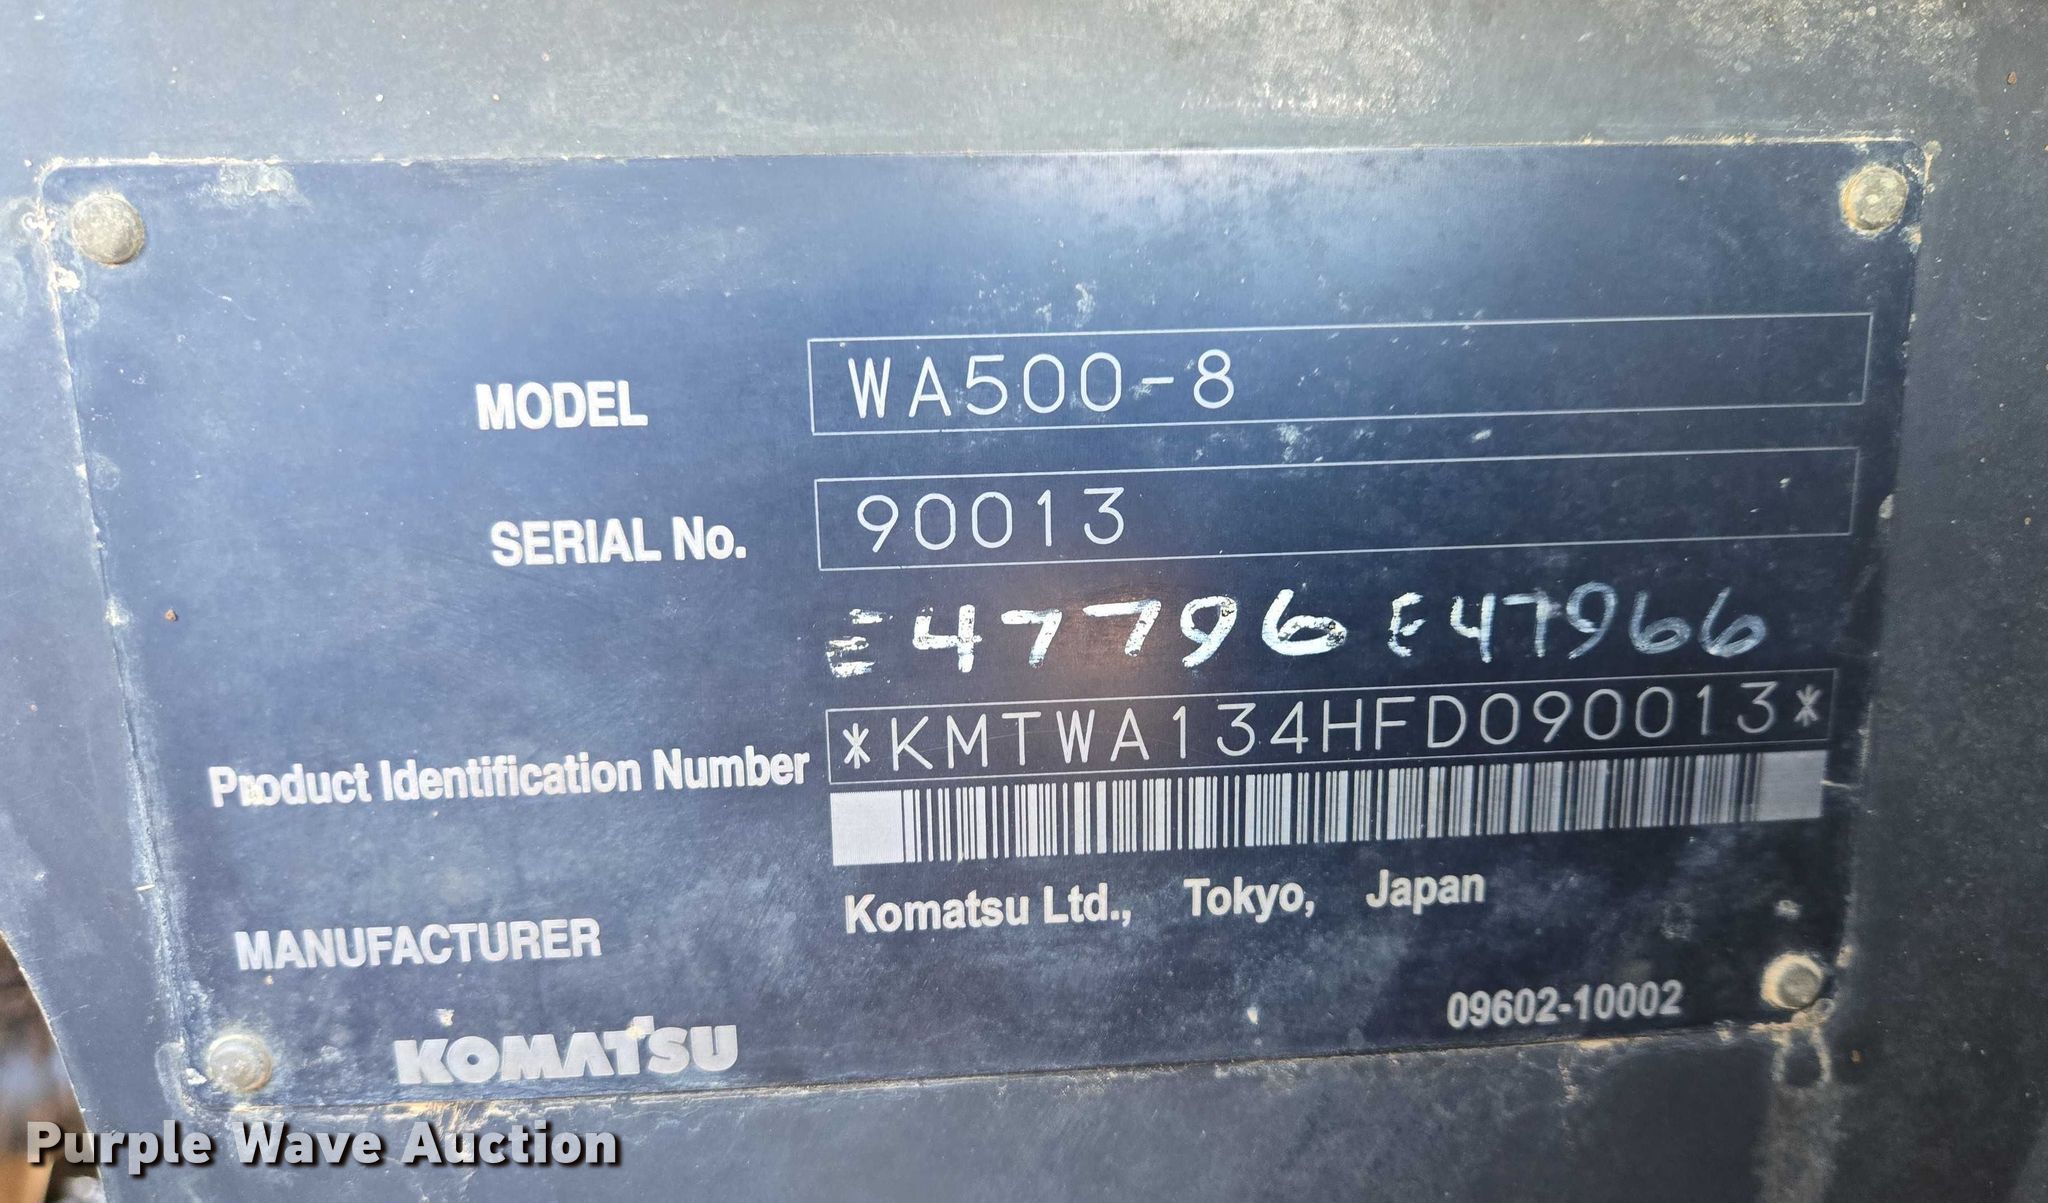 MODEL WA500-8
SERIAL No. 90013
E47796 E47966
Product Identification Number *KMTWA134HFD090013*
MANUFACTURER Komatsu Ltd., Tokyo, Japan
KOMATSU 09602-10002
Purple Wave Auction